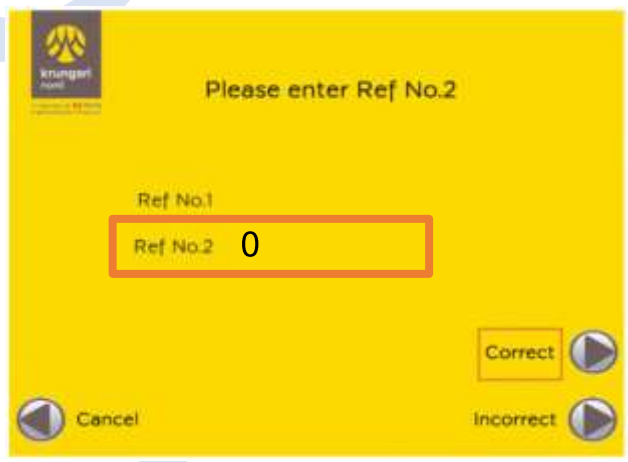 krungsri
Please enter Ref No.2
Ref No.1
Ref No.2 0
Correct
Cancel
Incorrect